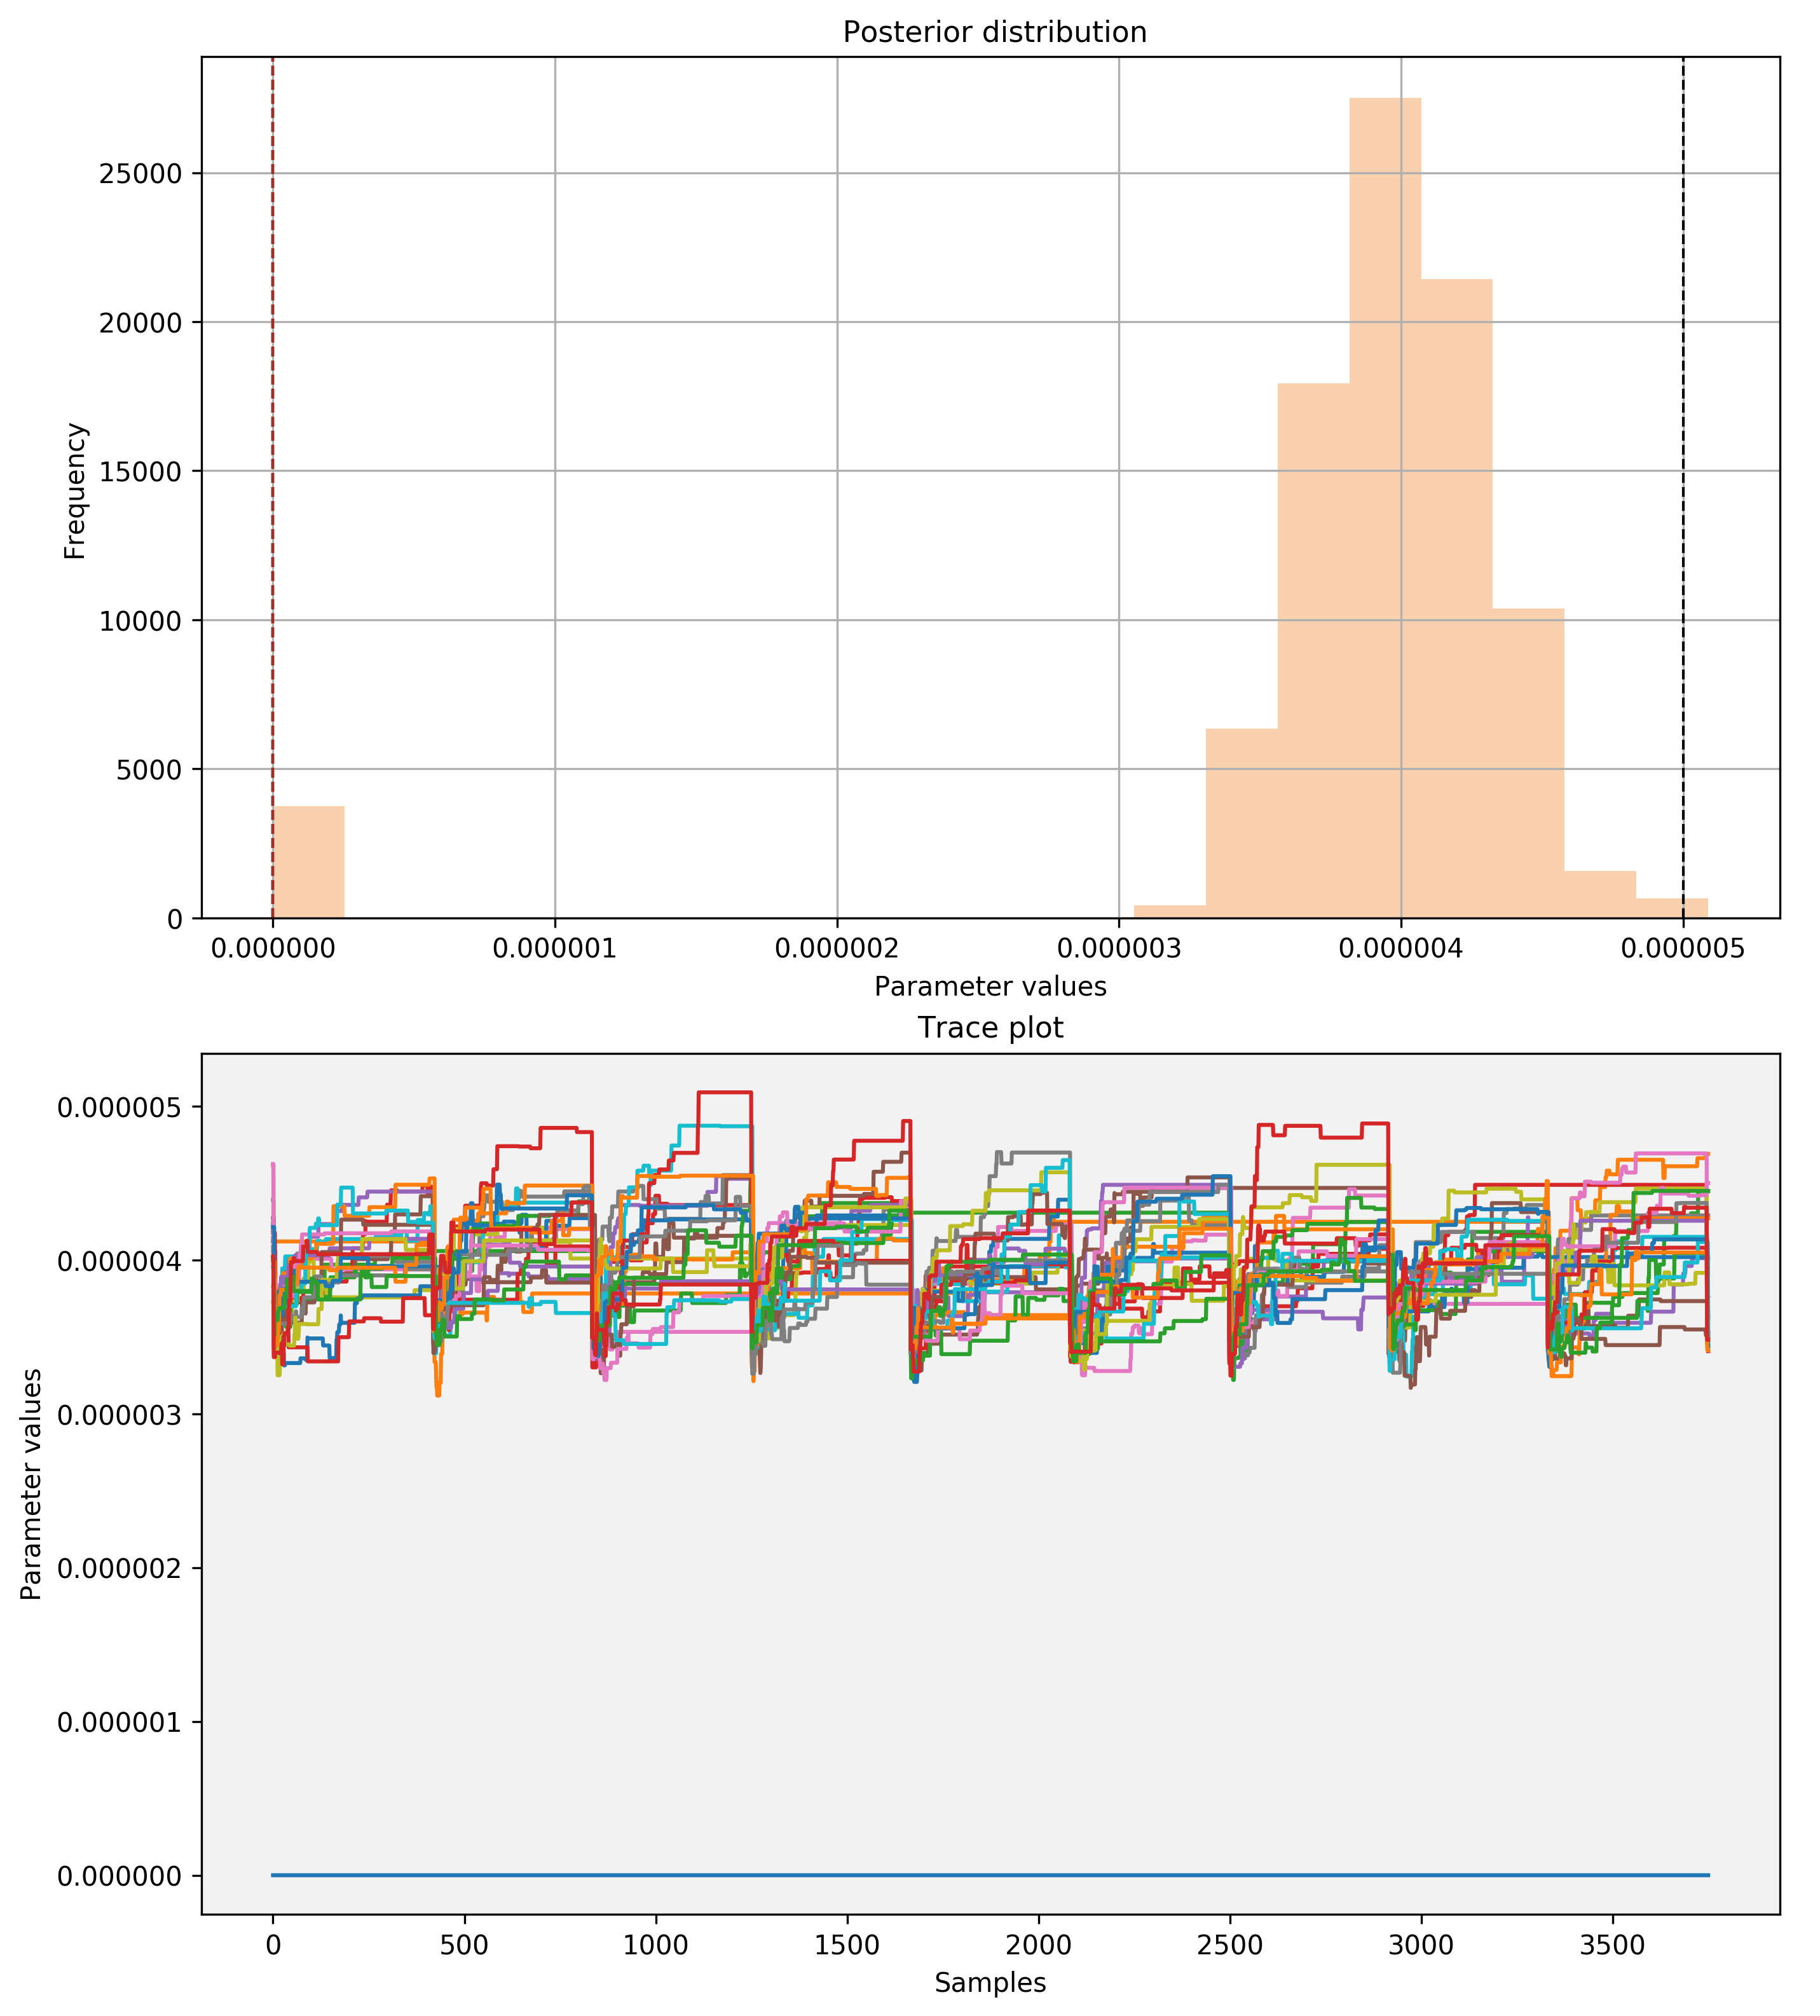 Posterior distribution
Frequency
25000
20000
15000
10000
5000
0
0.000000 0.000001 0.000002 0.000003 0.000004 0.000005
Parameter values
Trace plot
Parameter values
0.000005
0.000004
0.000003
0.000002
0.000001
0.000000
0 500 1000 1500 2000 2500 3000 3500
Samples